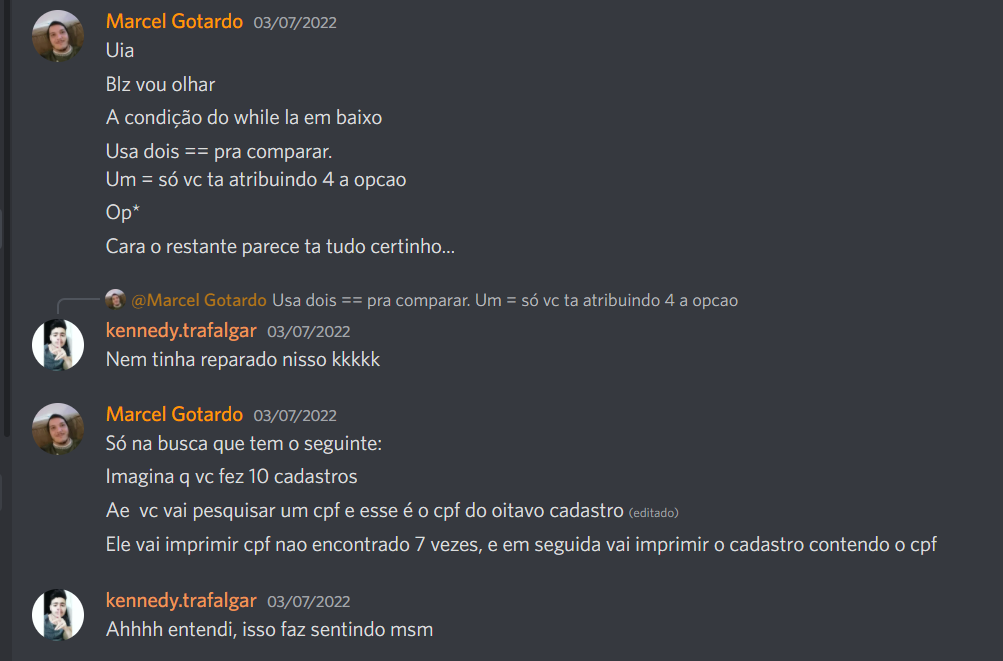 Marcel Gotardo 03/07/2022
Uia
Blz vou olhar
A condição do while la em baixo
Usa dois == pra comparar.
Um = só vc ta atribuindo 4 a opcao
Op*
Cara o restante parece ta tudo certinho...
@Marcel Gotardo Usa dois == pra comparar. Um = só vc ta atribuindo 4 a opcao
kennedy.trafalgar 03/07/2022
Nem tinha reparado nisso kkkkk
Marcel Gotardo 03/07/2022
Só na busca que tem o seguinte:
Imagina q vc fez 10 cadastros
Ae vc vai pesquisar um cpf e esse é o cpf do oitavo cadastro (editado)
Ele vai imprimir cpf nao encontrado 7 vezes, e em seguida vai imprimir o cadastro contendo o cpf
kennedy.trafalgar 03/07/2022
Ahhhh entendi, isso faz sentindo msm